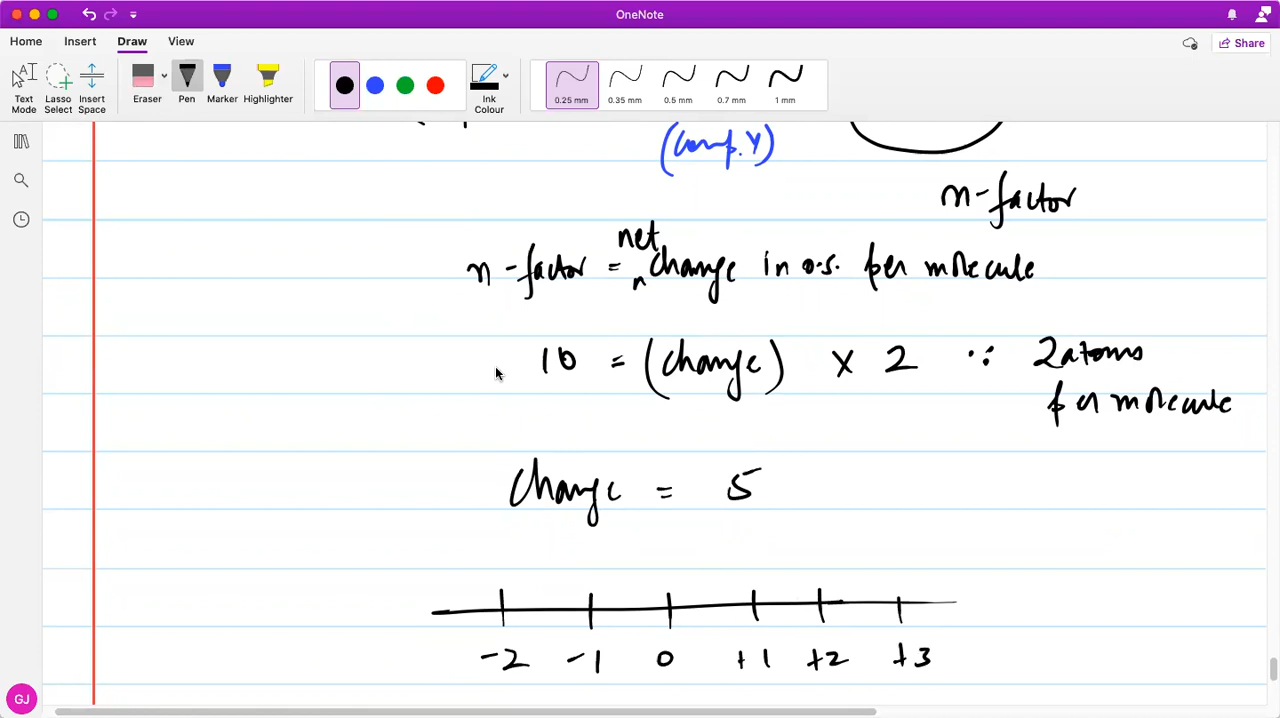 OneNote
Home Insert Draw View
Share
Text Mode
Lasso Select
Insert Space
Eraser
Pen
Marker
Highlighter
Ink Colour
0.25 mm
0.35 mm
0.5 mm
0.7 mm
1 mm
(comp. Y)
n-factor
n-factor = net change in o.s. per molecule
10 = (change) x 2 ∵ 2 atoms
per molecule
change = 5
-2 -1 0 +1 +2 +3
GJ